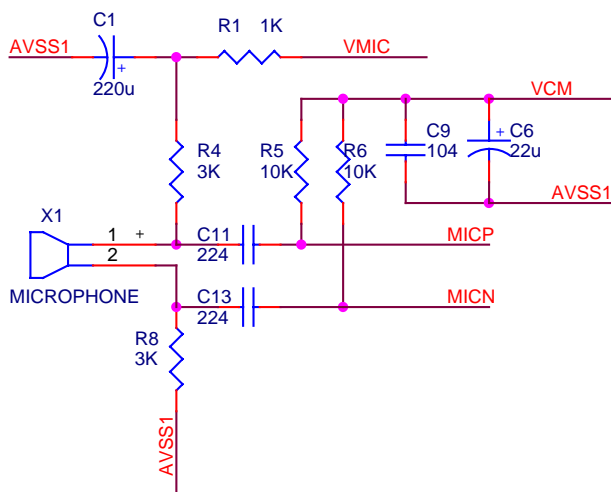 C1
R1 1K
AVSS1
VMIC
+
220u
VCM
R4
3K
R5
10K
R6
10K
C9
104
+
C6
22u
AVSS1
X1
1 +
2
C11
224
MICP
MICROPHONE
C13
224
MICN
R8
3K
AVSS1